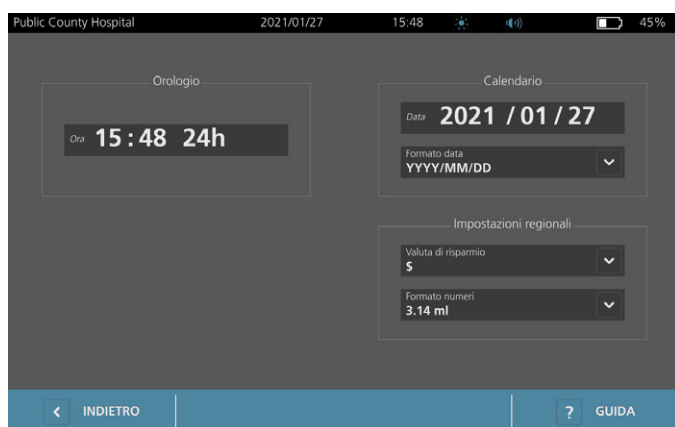 Public County Hospital 2021/01/27 15:48 45%
Orologio
Ora 15:48 24h
Calendario
Data 2021 / 01 / 27
Formato data
YYYY/MM/DD
Impostazioni regionali
Valuta di risparmio
$
Formato numeri
3.14 ml
INDIETRO
? GUIDA